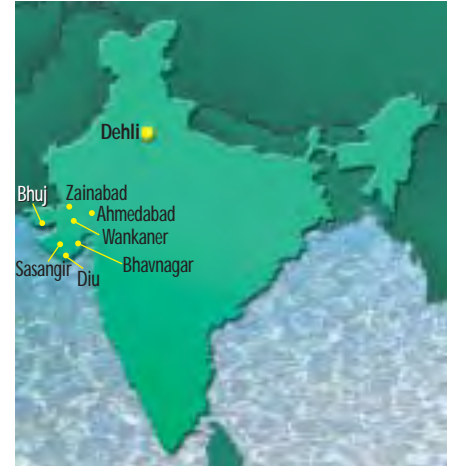 Dehli
Bhuj
Zainabad
Ahmedabad
Wankaner
Sasangir
Diu
Bhavnagar